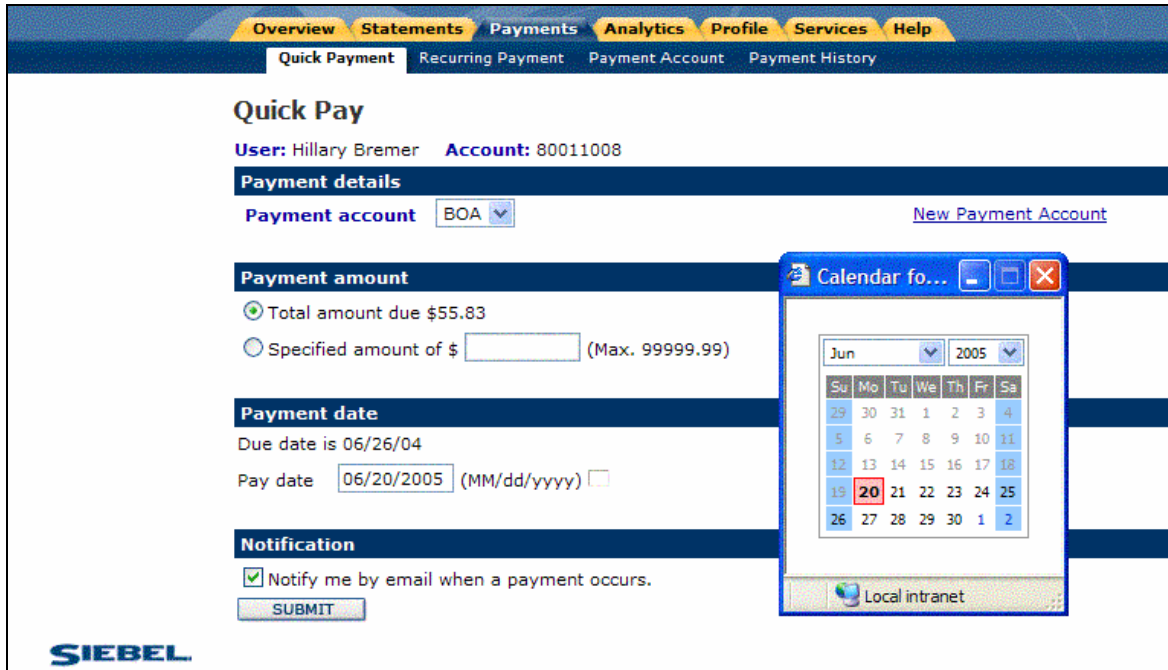 Overview Statements Payments Analytics Profile Services Help
Quick Payment Recurring Payment Payment Account Payment History
Quick Pay
User: Hillary Bremer Account: 80011008
Payment details
Payment account BOA New Payment Account
Payment amount
Total amount due $55.83
Specified amount of $ (Max. 99999.99)
Payment date
Due date is 06/26/04
Pay date 06/20/2005 (MM/dd/yyyy)
Notification
Notify me by email when a payment occurs.
SUBMIT
Calendar fo...
Jun 2005
Su Mo Tu We Th Fr Sa
29 30 31 1 2 3 4
5 6 7 8 9 10 11
12 13 14 15 16 17 18
19 20 21 22 23 24 25
26 27 28 29 30 1 2
Local intranet
SIEBEL.